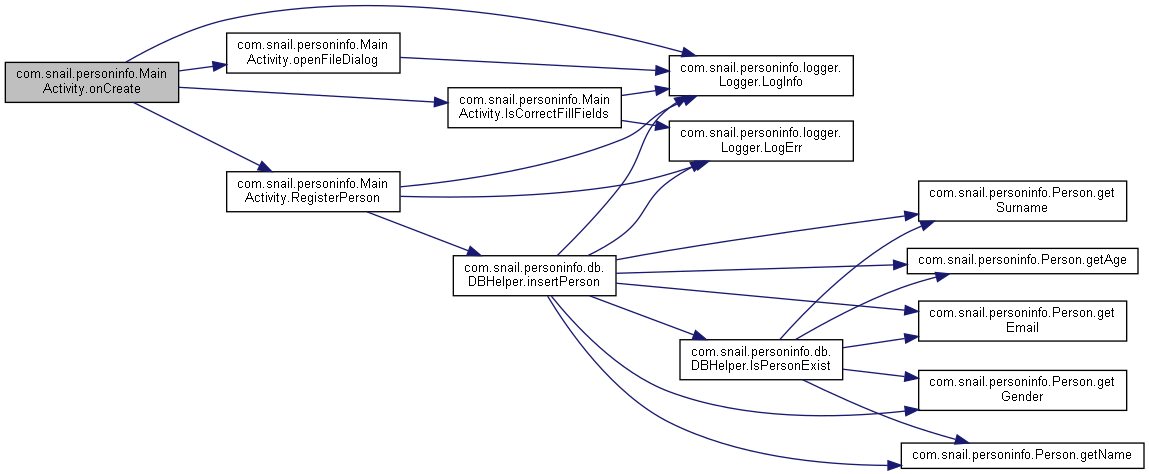 com.snail.personinfo.Main
Activity.onCreate
com.snail.personinfo.Main
Activity.openFileDialog
com.snail.personinfo.Main
Activity.IsCorrectFillFields
com.snail.personinfo.Main
Activity.RegisterPerson
com.snail.personinfo.logger.
Logger.LogInfo
com.snail.personinfo.logger.
Logger.LogErr
com.snail.personinfo.db.
DBHelper.insertPerson
com.snail.personinfo.db.
DBHelper.IsPersonExist
com.snail.personinfo.Person.get
Surname
com.snail.personinfo.Person.getAge
com.snail.personinfo.Person.get
Email
com.snail.personinfo.Person.get
Gender
com.snail.personinfo.Person.getName